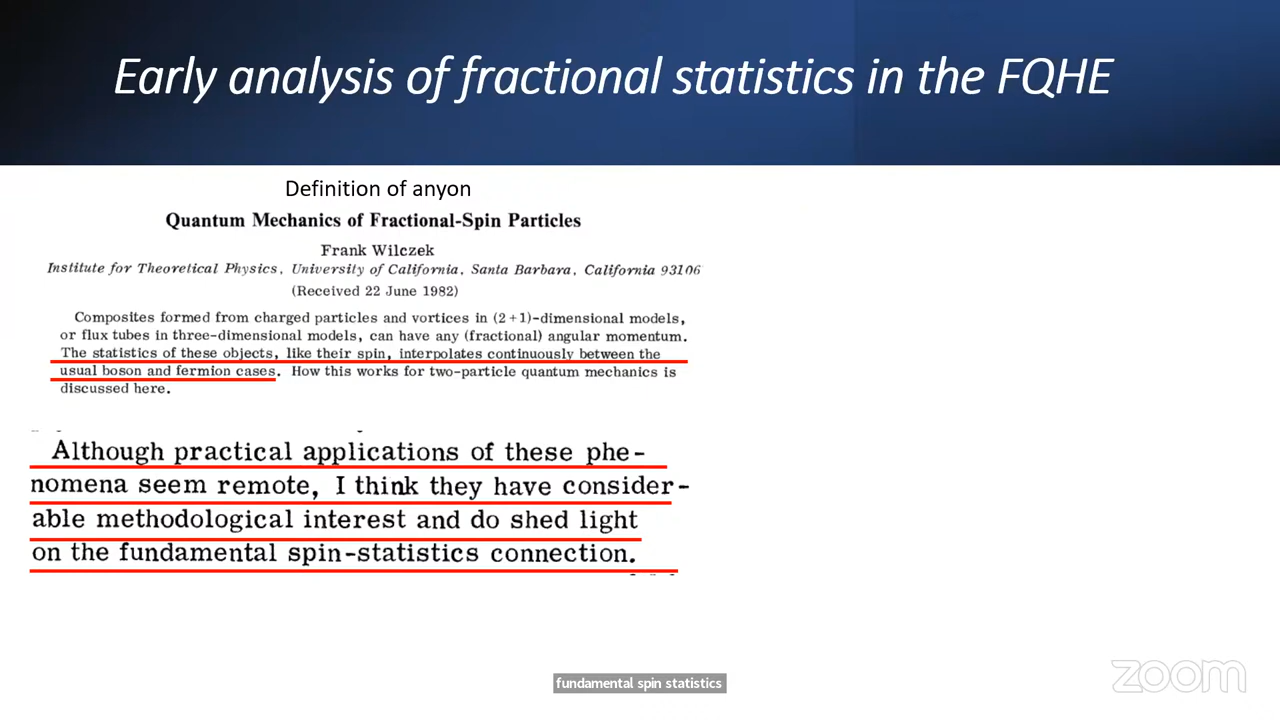 Early analysis of fractional statistics in the FQHE
Definition of anyon
Quantum Mechanics of Fractional-Spin Particles
Frank Wilczek
Institute for Theoretical Physics, University of California, Santa Barbara, California 93106
(Received 22 June 1982)
Composites formed from charged particles and vortices in (2+1)-dimensional models,
or flux tubes in three-dimensional models, can have any (fractional) angular momentum.
The statistics of these objects, like their spin, interpolates continuously between the
usual boson and fermion cases. How this works for two-particle quantum mechanics is
discussed here.
Although practical applications of these phe-
nomena seem remote, I think they have consider-
able methodological interest and do shed light
on the fundamental spin-statistics connection.
fundamental spin statistics
zoom